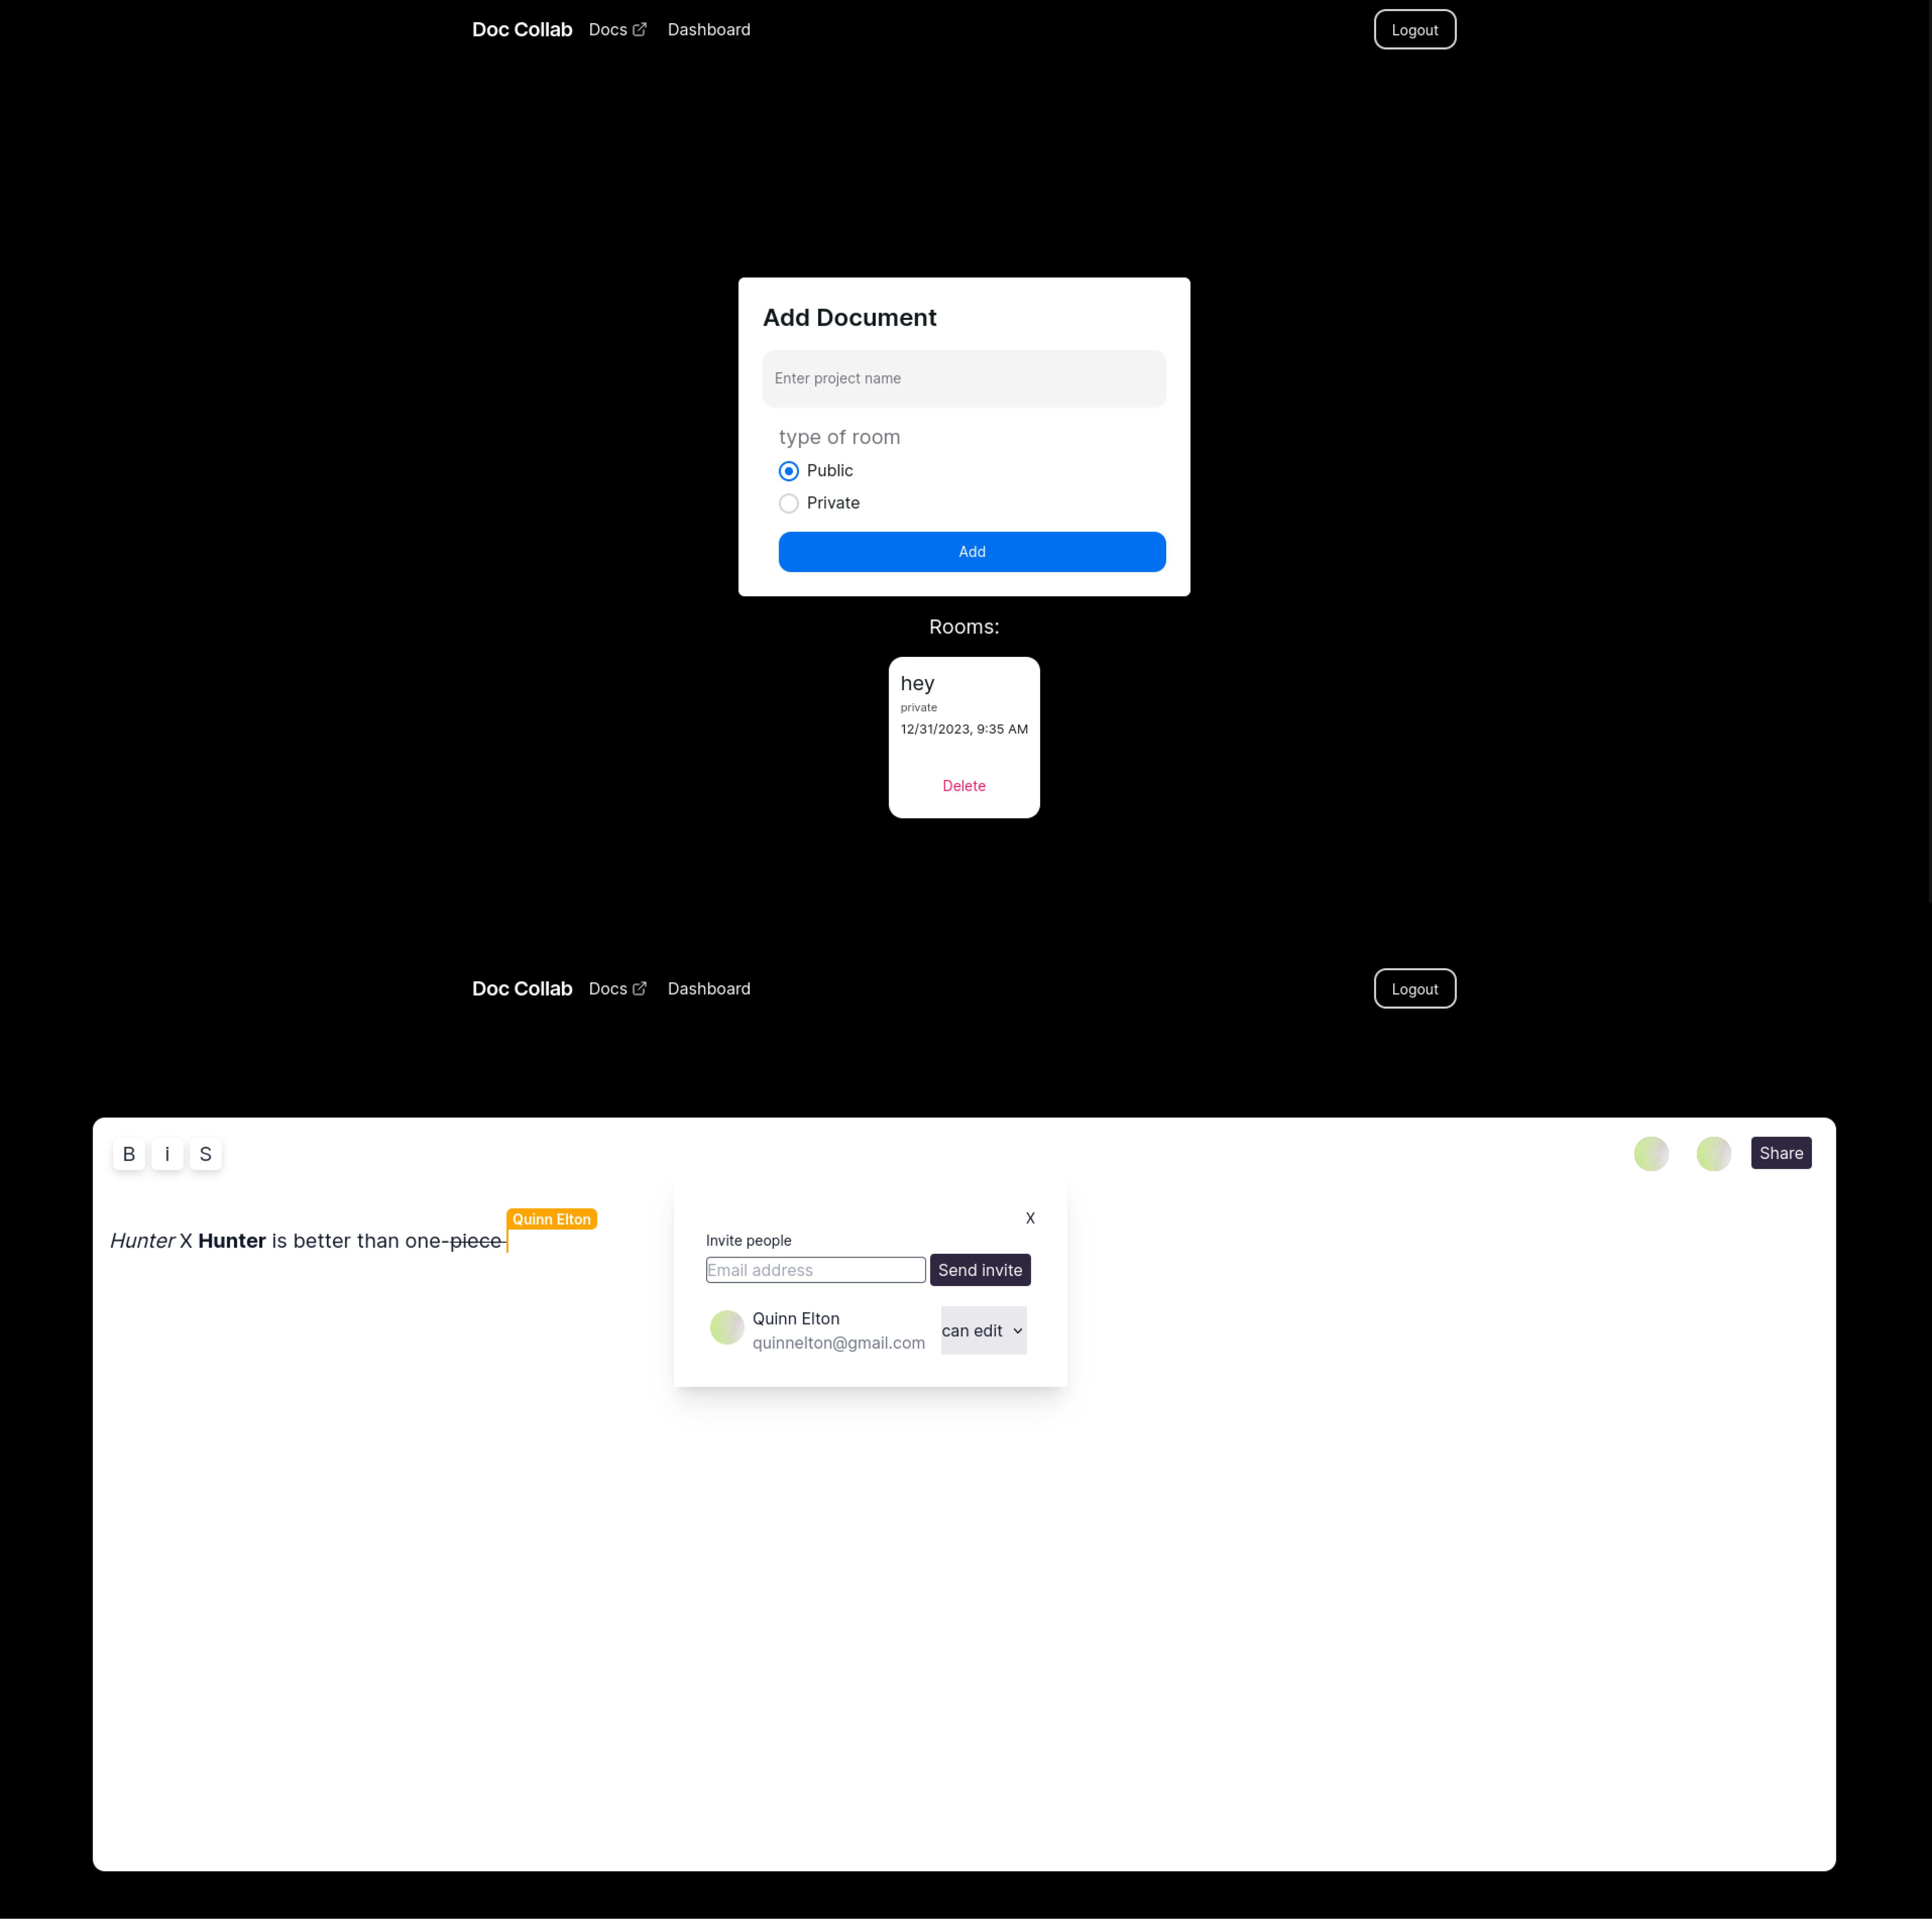 Doc Collab Docs Dashboard Logout
Add Document
Enter project name
type of room
Public
Private
Add
Rooms:
hey
private
12/31/2023, 9:35 AM
Delete
Doc Collab Docs Dashboard Logout
B i S Share
Quinn Elton
Hunter X Hunter is better than one-piece
X
Invite people
Email address Send invite
Quinn Elton
quinnelton@gmail.com
can edit